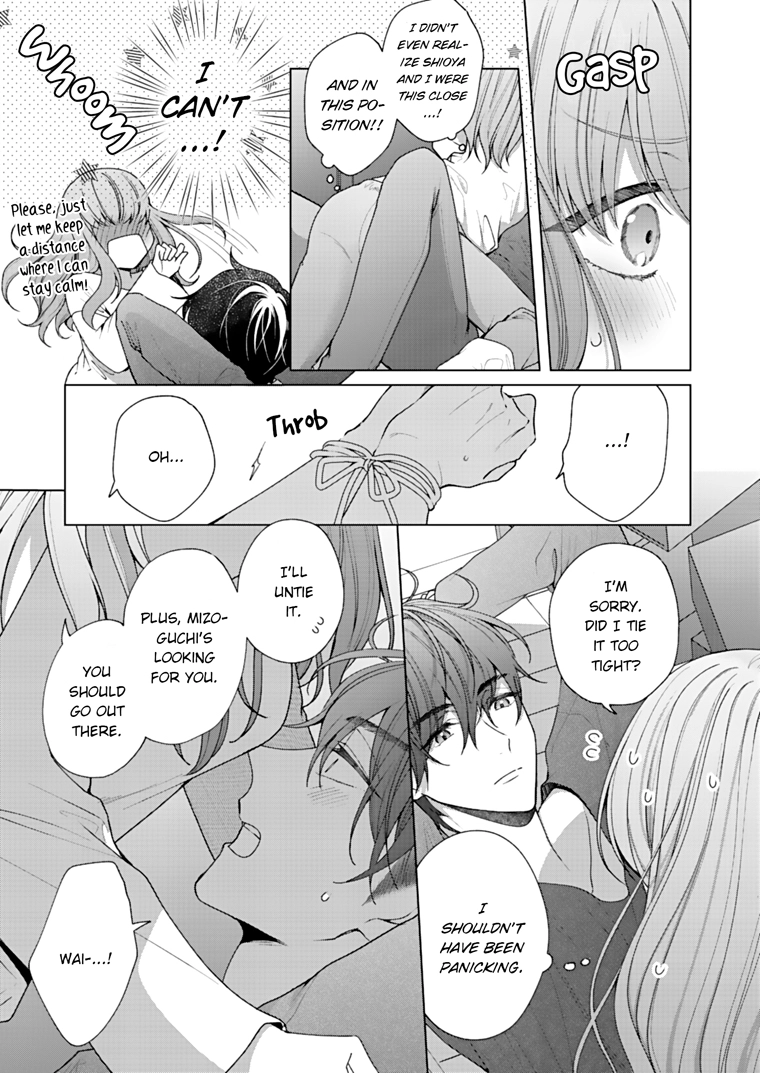 Gasp
I DIDN'T
EVEN REAL-
IZE SHIOYA
AND I WERE
THIS CLOSE
...!
AND IN
THIS PO-
SITION!!
I
CAN'T
...!
Whoom
Please, just
let me keep
a distance
where I can
stay calm!
...!
Throb
OH...
I'M
SORRY.
DID I TIE
IT TOO
TIGHT?
I
SHOULDN'T
HAVE BEEN
PANICKING.
I'LL
UNTIE
IT.
PLUS, MIZO-
GUCHI'S
LOOKING
FOR YOU.
YOU
SHOULD
GO OUT
THERE.
WAI-...!